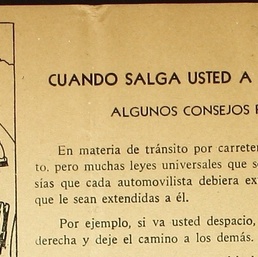 CUANDO SALGA USTED A
ALGUNOS CONSEJOS
En materia de tránsito por carreter
to, pero muchas leyes universales que s
sías que cada automovilista debiera ex
que le sean extendidas a él.
Por ejemplo, si va usted despacio,
derecha y deje el camino a los demás.